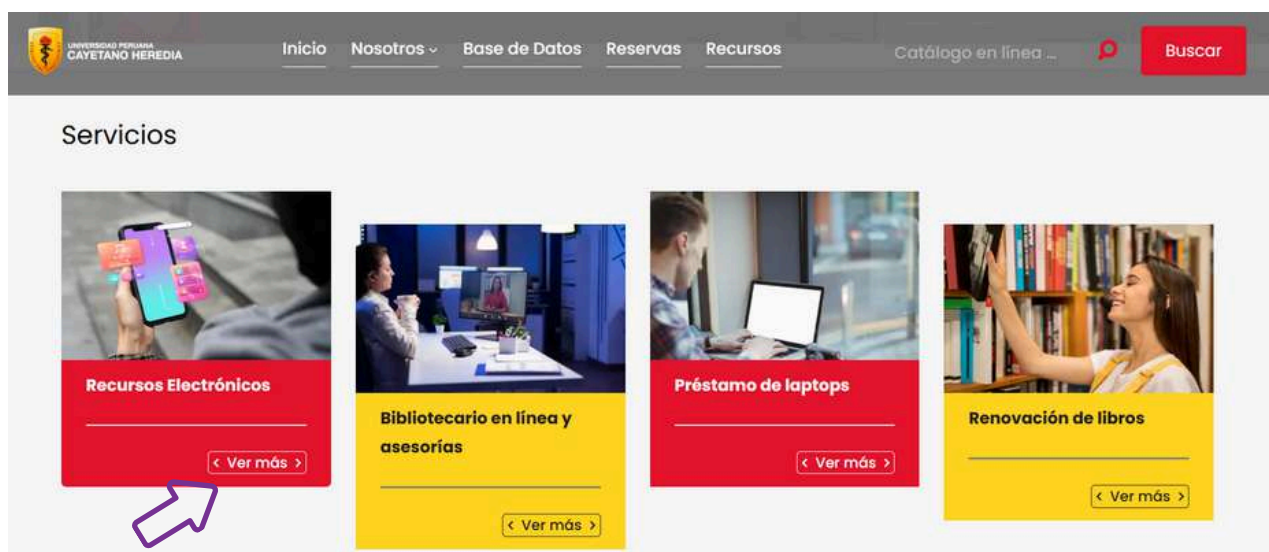 UNIVERSIDAD PERUANA
CAYETANO HEREDIA
Inicio Nosotros Base de Datos Reservas Recursos Catálogo en línea ... Buscar
Servicios
Recursos Electrónicos
< Ver más >
Bibliotecario en línea y
asesorías
< Ver más >
Préstamo de laptops
< Ver más >
Renovación de libros
< Ver más >